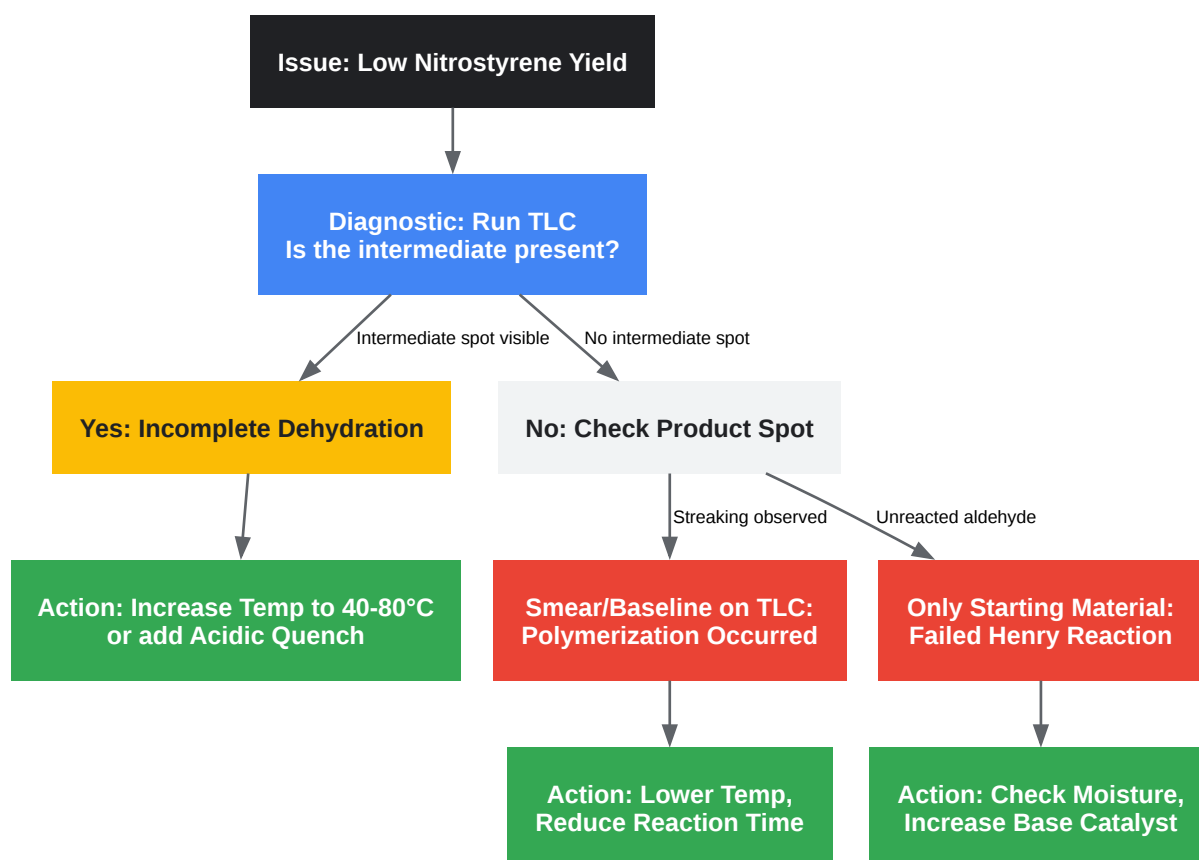 Issue: Low Nitrostyrene Yield
Diagnostic: Run TLC
Is the intermediate present?
Intermediate spot visible
No intermediate spot
Yes: Incomplete Dehydration
No: Check Product Spot
Streaking observed
Unreacted aldehyde
Action: Increase Temp to 40-80°C
or add Acidic Quench
Smear/Baseline on TLC:
Polymerization Occurred
Only Starting Material:
Failed Henry Reaction
Action: Lower Temp,
Reduce Reaction Time
Action: Check Moisture,
Increase Base Catalyst